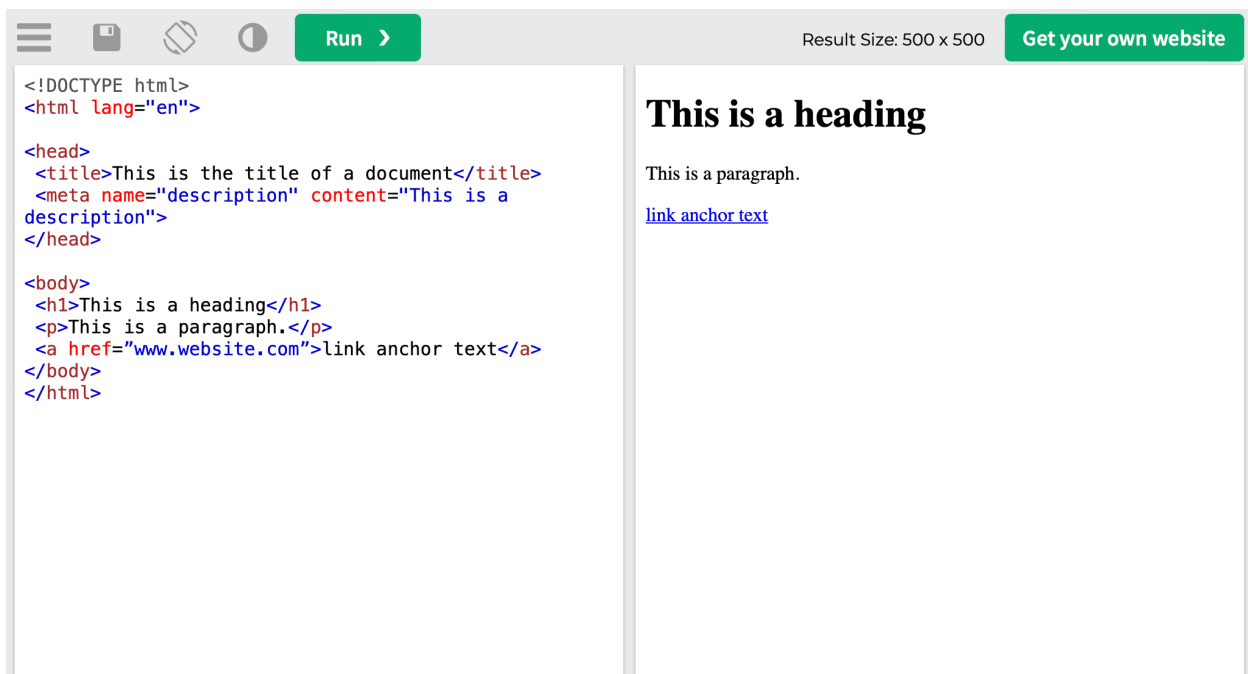 Run ❯
Result Size: 500 x 500
Get your own website
<!DOCTYPE html>
<html lang="en">
<head>
<title>This is the title of a document</title>
<meta name="description" content="This is a
description">
</head>
<body>
<h1>This is a heading</h1>
<p>This is a paragraph.</p>
<a href=”www.website.com”>link anchor text</a>
</body>
</html>
This is a heading
This is a paragraph.
link anchor text